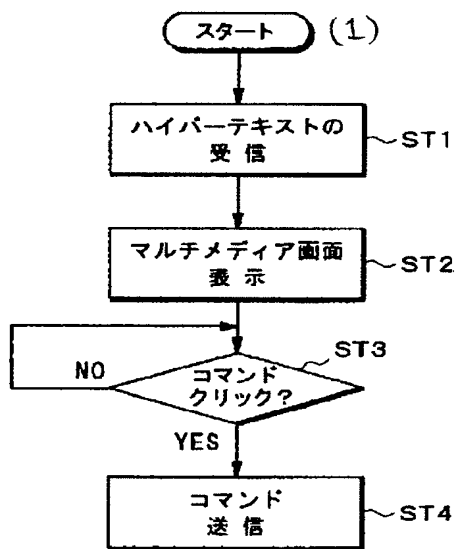 スタート (1)
ハイパーテキストの
受信
ST1
マルチメディア画面
表示
ST2
ST3
コマンド
クリック?
NO
YES
コマンド
送信
ST4